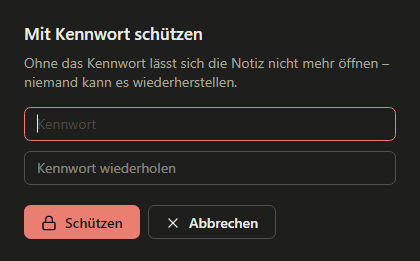 Mit Kennwort schützen
Ohne das Kennwort lässt sich die Notiz nicht mehr öffnen –
niemand kann es wiederherstellen.
Kennwort
Kennwort wiederholen
Schützen
Abbrechen